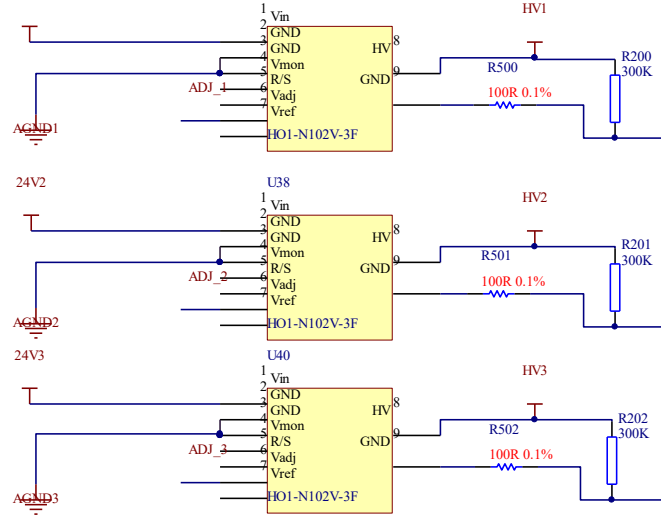 HV1
1 Vin
2 GND
3 GND
8 HV
4 Vmon
R200
300K
5 R/S
9 GND
R500
ADJ_1
6 Vadj
100R 0.1%
7 Vref
AGND1
HO1-N102V-3F
24V2
U38
HV2
1 Vin
2 GND
3 GND
8 HV
4 Vmon
R201
300K
5 R/S
9 GND
R501
ADJ_2
6 Vadj
100R 0.1%
7 Vref
AGND2
HO1-N102V-3F
24V3
U40
HV3
1 Vin
2 GND
3 GND
8 HV
4 Vmon
R202
300K
5 R/S
9 GND
R502
ADJ_3
6 Vadj
100R 0.1%
7 Vref
AGND3
HO1-N102V-3F